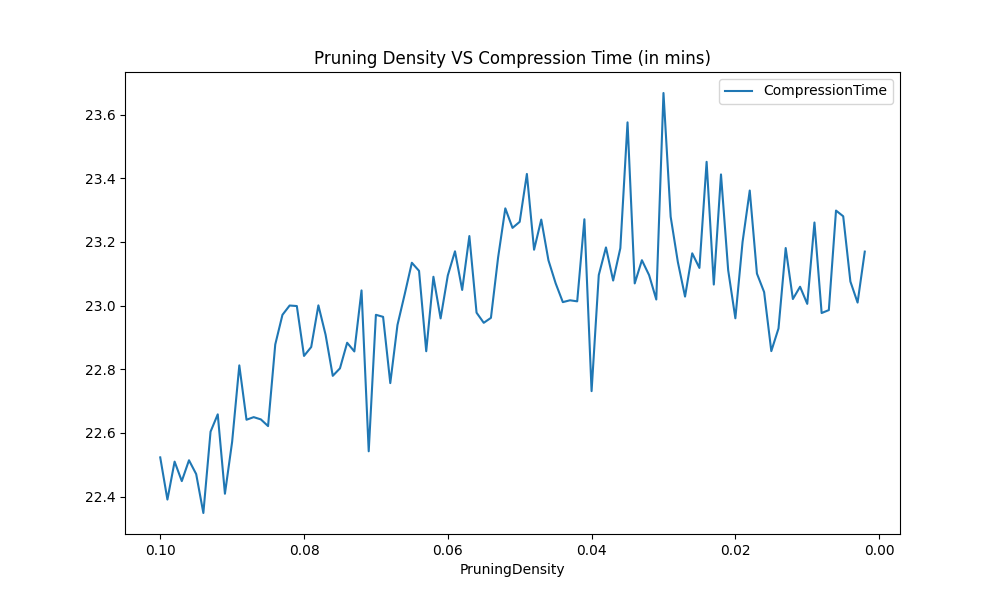 Pruning Density VS Compression Time (in mins)
CompressionTime
23.6
23.4
23.2
23.0
22.8
22.6
22.4
0.10 0.08 0.06 0.04 0.02 0.00
PruningDensity